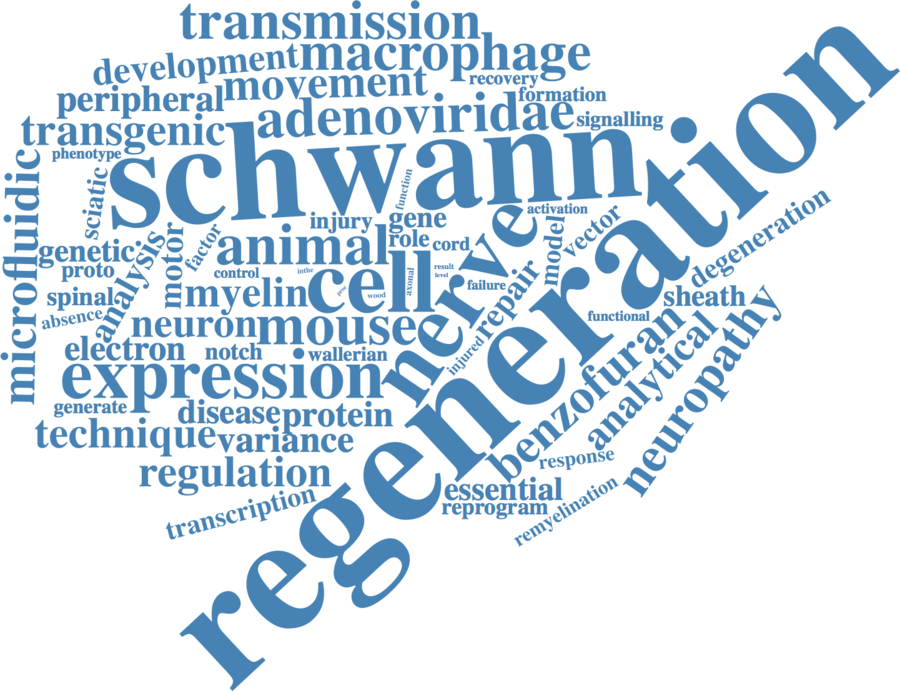 transmission
macrophage
development
movement
recovery
peripheral
formation
adenoviridae
transgenic
signalling
phenotype
schwann
regeneration
microfluidic
sciatic
function
activation
injury
gene
nerve
model
vector
degeneration
factor
motor
animal
role
cord
genetic
analysis
proto
control
inthe
result
level
axonal
cell
failure
repair
spinal
myelin
wood
sheath
absence
neuron
mouse
functional
electron
notch
wallerian
injured
benzofuran
analytical
neuropathy
expression
generate
disease
protein
technique
variance
response
regulation
essential
reprogram
transcription
remyelination